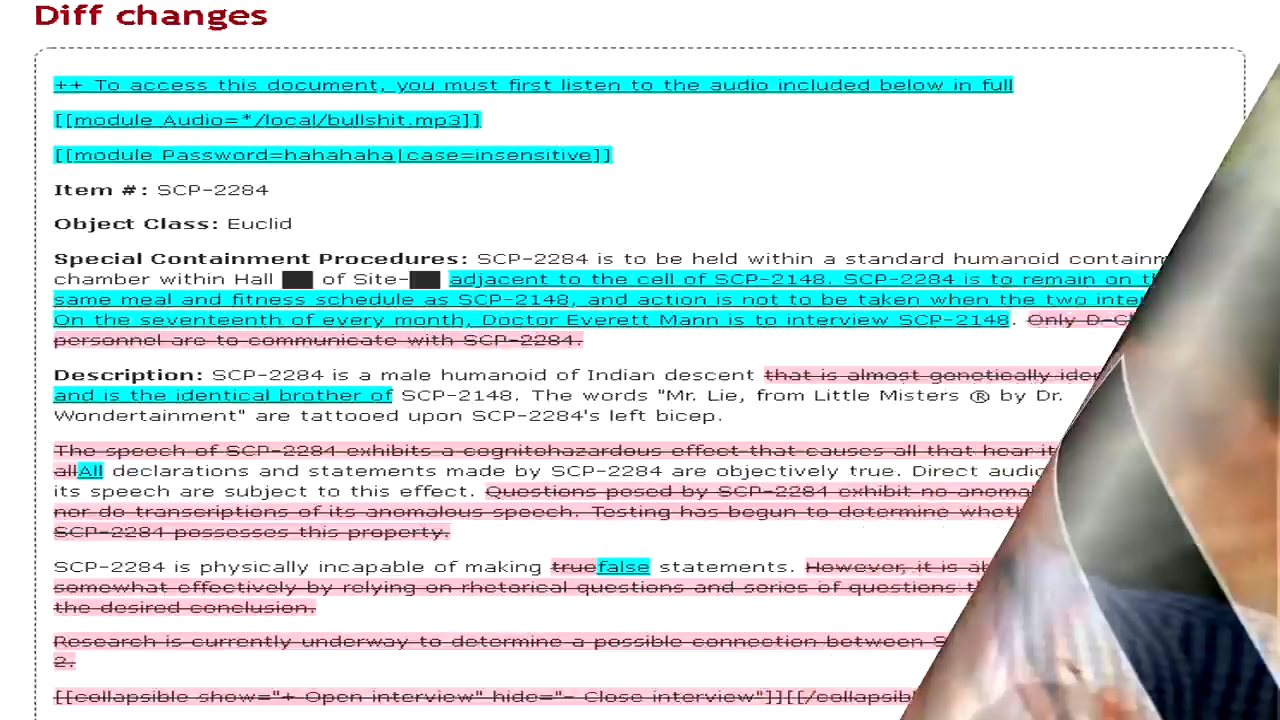 Diff changes
++ To access this document, you must first listen to the audio included below in full
[[module Audio=*/local/bullshit.mp3]]
[[module Password=hahahaha|case=insensitive]]
Item #: SCP-2284
Object Class: Euclid
Special Containment Procedures: SCP-2284 is to be held within a standard humanoid
chamber within Hall ██ of Site-██ adjacent to the cell of SCP-2148. SCP-2284 is to remain on
same meal and fitness schedule as SCP-2148, and action is not to be taken when the two
On the seventeenth of every month, Doctor Everett Mann is to interview SCP-2148. Only
personnel are to communicate with SCP-2284.
Description: SCP-2284 is a male humanoid of Indian descent that is almost genetically
and is the identical brother of SCP-2148. The words "Mr. Lie, from Little Misters ® by Dr.
Wondertainment" are tattooed upon SCP-2284's left bicep.
The speech of SCP-2284 exhibits a cognitohazardous effect that causes all that hear it
allAll declarations and statements made by SCP-2284 are objectively true. Direct
its speech are subject to this effect. Questions posed by SCP-2284 exhibit no
nor do transcriptions of its anomalous speech. Testing has begun to determine
SCP-2284 possesses this property.
SCP-2284 is physically incapable of making truefalse statements. However, it is
somewhat effectively by relying on rhetorical questions and series of questions
the desired conclusion.
Research is currently underway to determine a possible connection between
2.
[[collapsible show="+ Open interview" hide="- Close interview"]]